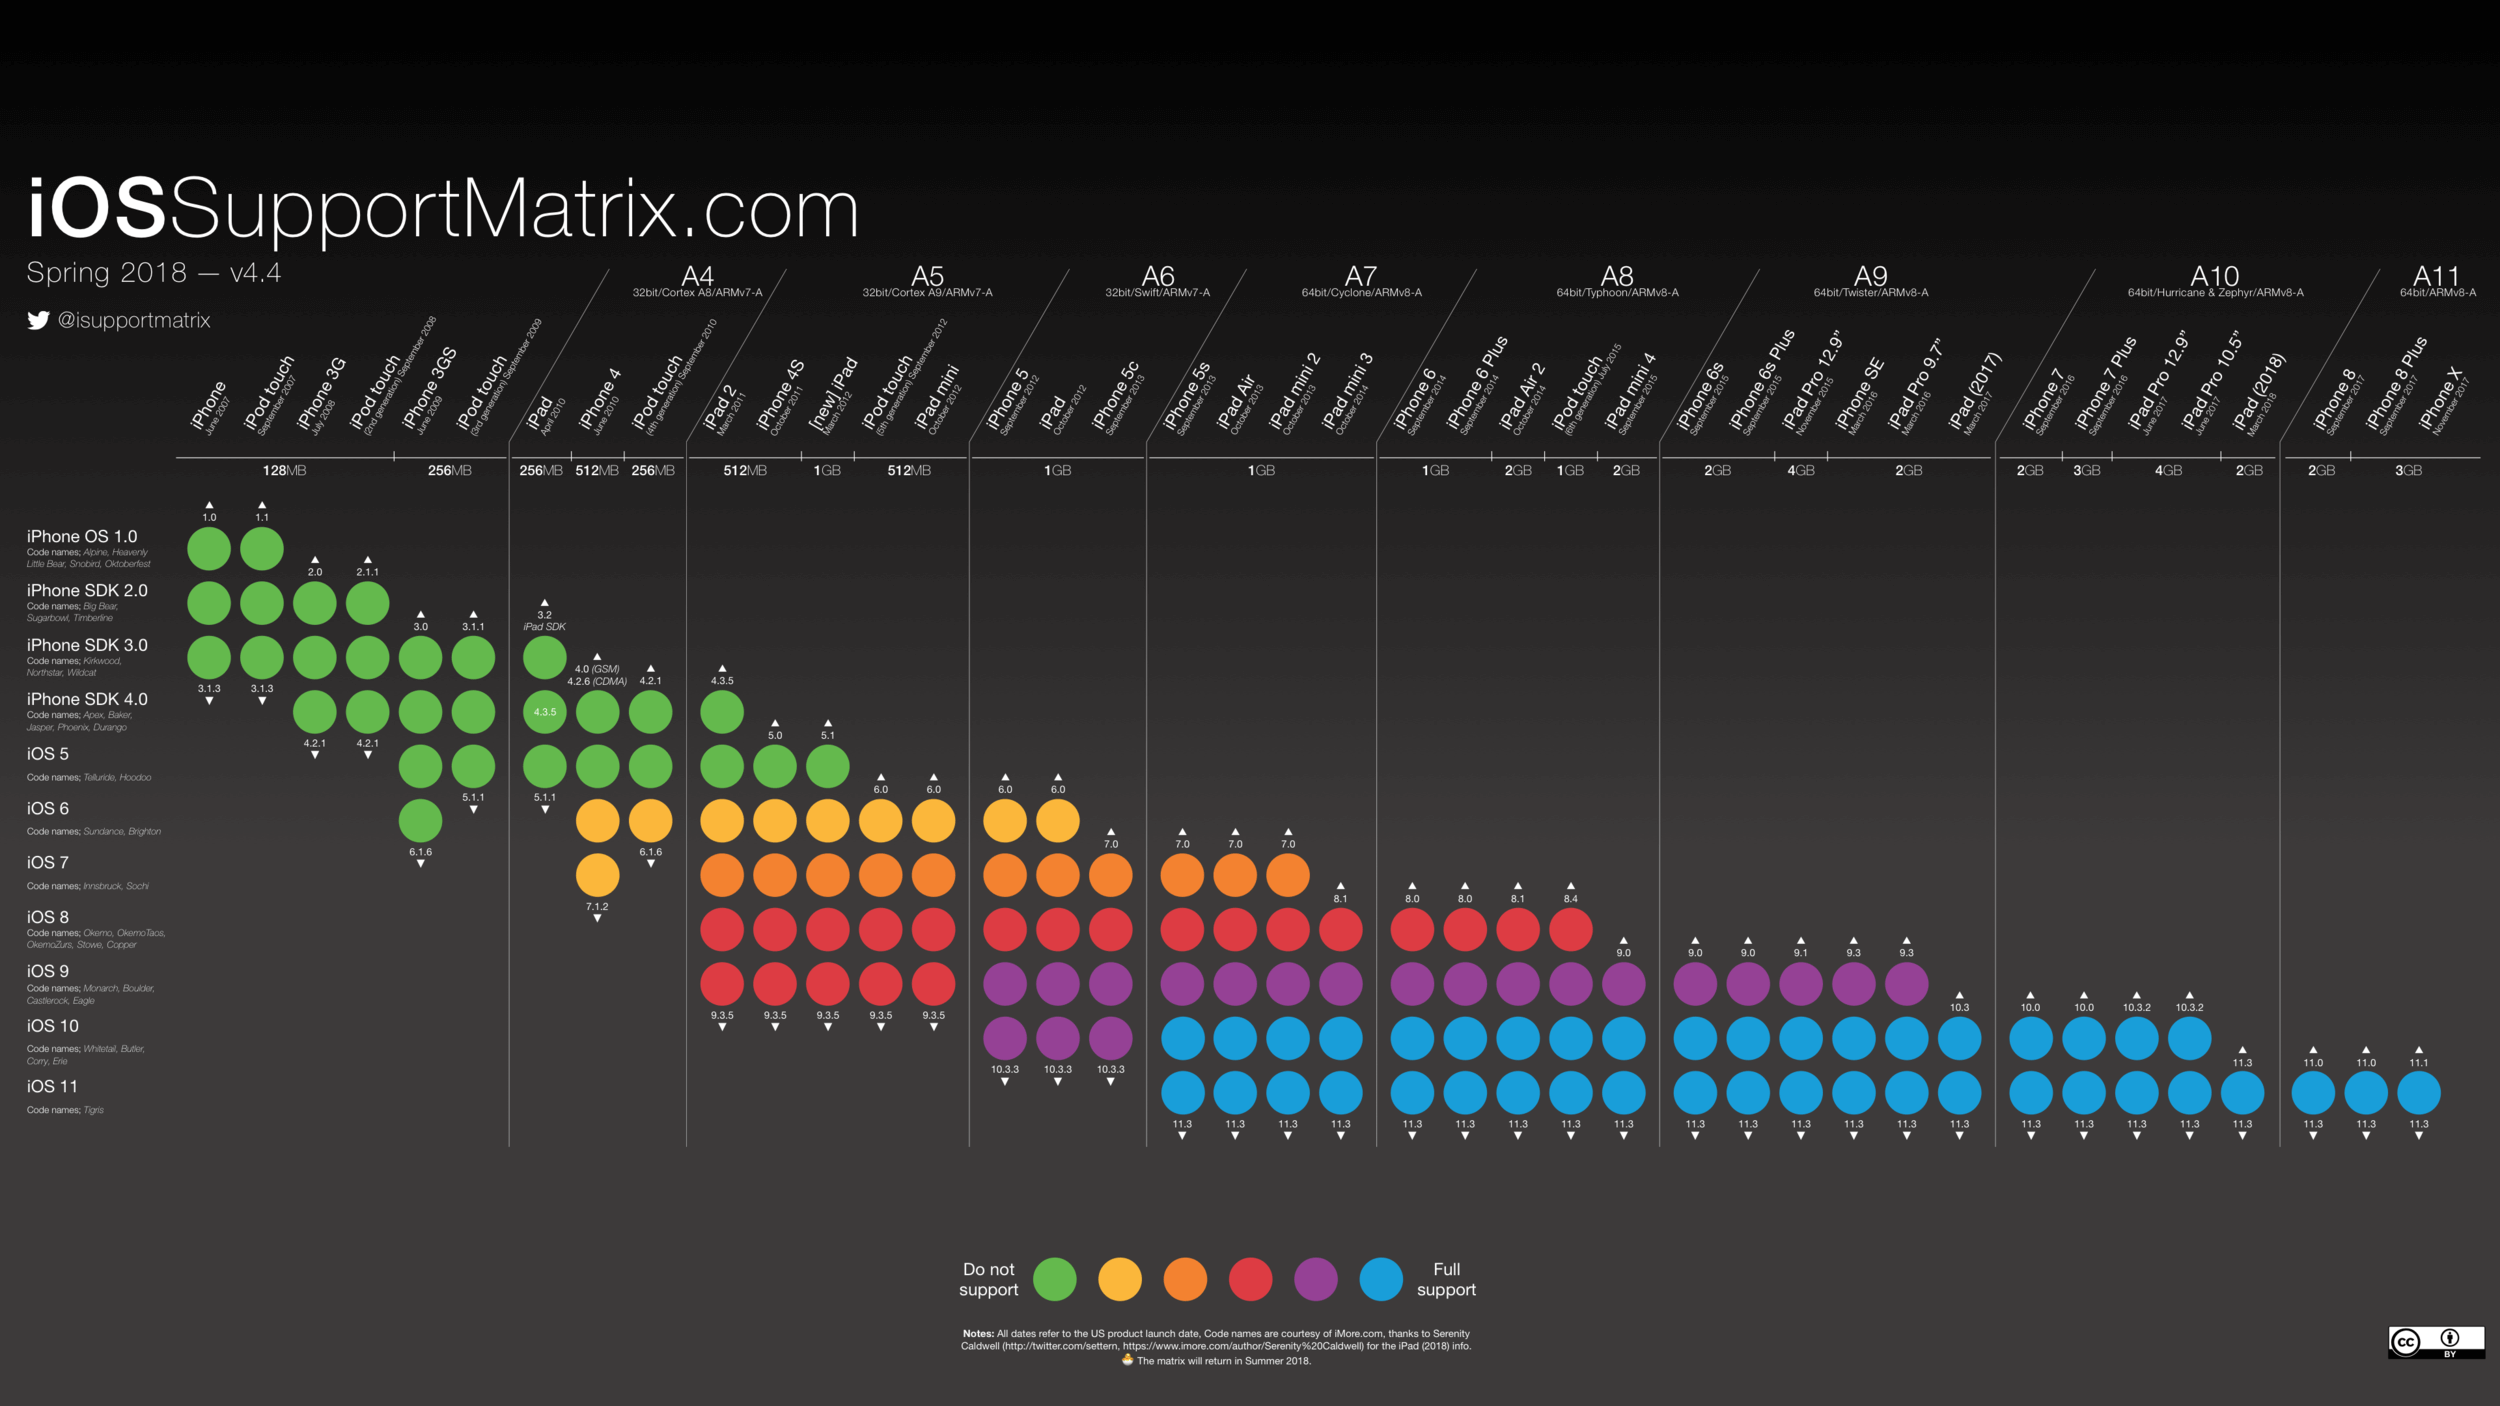 iOSSupportMatrix.com
Spring 2018 — v4.4
@isupportmatrix
A4
32bit/Cortex A8/ARMv7-A
A5
32bit/Cortex A9/ARMv7-A
A6
32bit/Swift/ARMv7-A
A7
64bit/Cyclone/ARMv8-A
A8
64bit/Typhoon/ARMv8-A
A9
64bit/Twister/ARMv8-A
A10
64bit/Hurricane & Zephyr/ARMv8-A
A11
64bit/ARMv8-A
iPhone
June 2007
iPod touch
September 2007
iPhone 3G
July 2008
iPod touch
(2nd generation) September 2008
iPhone 3GS
June 2009
iPod touch
(3rd generation) September 2009
iPad
April 2010
iPhone 4
June 2010
iPod touch
(4th generation) September 2010
iPad 2
March 2011
iPhone 4S
October 2011
[new] iPad
March 2012
iPod touch
(5th generation) September 2012
iPad mini
October 2012
iPhone 5
September 2012
iPad
October 2012
iPhone 5c
September 2013
iPhone 5s
September 2013
iPad Air
October 2013
iPad mini 2
October 2013
iPad mini 3
October 2014
iPhone 6
September 2014
iPhone 6 Plus
September 2014
iPad Air 2
October 2014
iPod touch
(6th generation) July 2015
iPad mini 4
September 2015
iPhone 6s
September 2015
iPhone 6s Plus
September 2015
iPad Pro 12.9”
November 2015
iPhone SE
March 2016
iPad Pro 9.7”
March 2016
iPad (2017)
March 2017
iPhone 7
September 2016
iPhone 7 Plus
September 2016
iPad Pro 12.9”
June 2017
iPad Pro 10.5”
June 2017
iPad (2018)
March 2018
iPhone 8
September 2017
iPhone 8 Plus
September 2017
iPhone X
November 2017
128MB 256MB 256MB 512MB 256MB 512MB 1GB 512MB 1GB 1GB 1GB 2GB 1GB 2GB 2GB 4GB 2GB 2GB 3GB 4GB 2GB 2GB 3GB
1.0 1.1
iPhone OS 1.0
Code names; Alpine, Heavenly
Little Bear, Snobird, Oktoberfest
2.0 2.1.1
iPhone SDK 2.0
Code names; Big Bear,
Sugarbowl, Timberline
3.0 3.1.1 3.2
iPad SDK
iPhone SDK 3.0
Code names; Kirkwood,
Northstar, Wildcat
3.1.3 3.1.3 4.0 (GSM)
4.2.6 (CDMA) 4.2.1 4.3.5
iPhone SDK 4.0
Code names; Apex, Baker,
Jasper, Phoenix, Durango
4.3.5
4.2.1 4.2.1 5.0 5.1
iOS 5
Code names; Telluride, Hoodoo
5.1.1 5.1.1 6.0 6.0 6.0 6.0
iOS 6
Code names; Sundance, Brighton
6.1.6 6.1.6 7.0 7.0 7.0 7.0
iOS 7
Code names; Innsbruck, Sochi
7.1.2 8.1 8.0 8.0 8.1 8.4
iOS 8
Code names; Okemo, OkemoTaos,
OkemoZurs, Stowe, Copper
9.0 9.0 9.0 9.1 9.3 9.3
iOS 9
Code names; Monarch, Boulder,
Castlerock, Eagle
9.3.5 9.3.5 9.3.5 9.3.5 9.3.5 10.3 10.0 10.0 10.3.2 10.3.2
iOS 10
Code names; Whitetail, Butler,
Corry, Erie
10.3.3 10.3.3 10.3.3 11.3 11.0 11.0 11.1
iOS 11
Code names; Tigris
11.3 11.3 11.3 11.3 11.3 11.3 11.3 11.3 11.3 11.3 11.3 11.3 11.3 11.3 11.3 11.3 11.3 11.3 11.3 11.3 11.3 11.3 11.3
Do not
support
Full
support
Notes: All dates refer to the US product launch date, Code names are courtesy of iMore.com, thanks to Serenity
Caldwell (http://twitter.com/settern, https://www.imore.com/author/Serenity%20Caldwell) for the iPad (2018) info.
The matrix will return in Summer 2018.
cc
BY